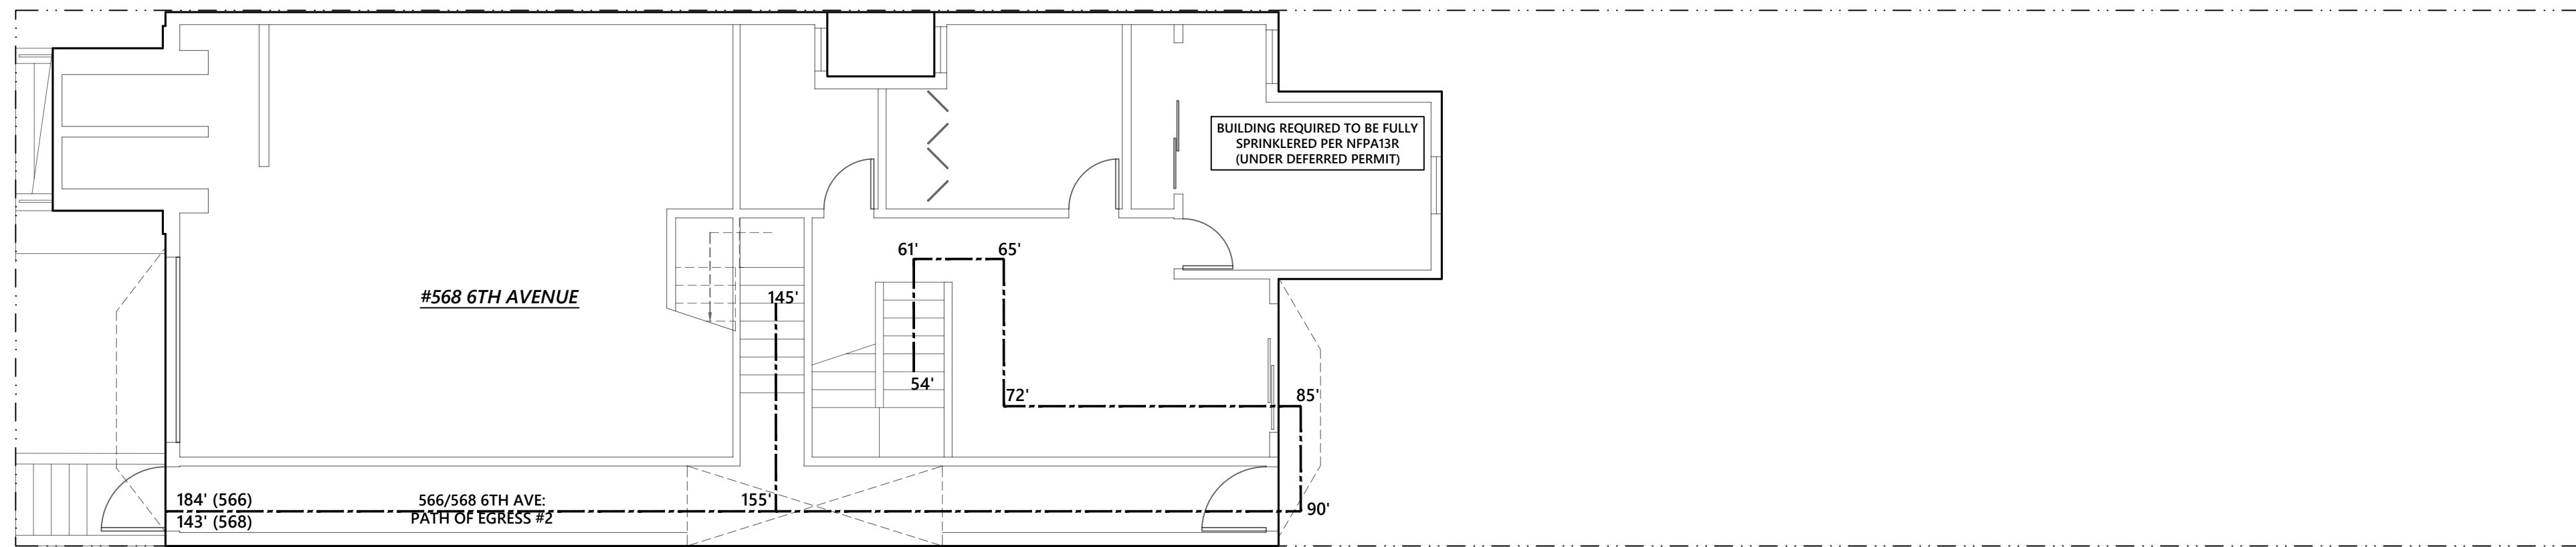 BUILDING REQUIRED TO BE FULLY
SPRINKLERED PER NFPA13R
(UNDER DEFERRED PERMIT)
61'
65'
#568 6TH AVENUE
145'
54'
72'
85'
184' (566)
143' (568)
566/568 6TH AVE:
PATH OF EGRESS #2
155'
90'